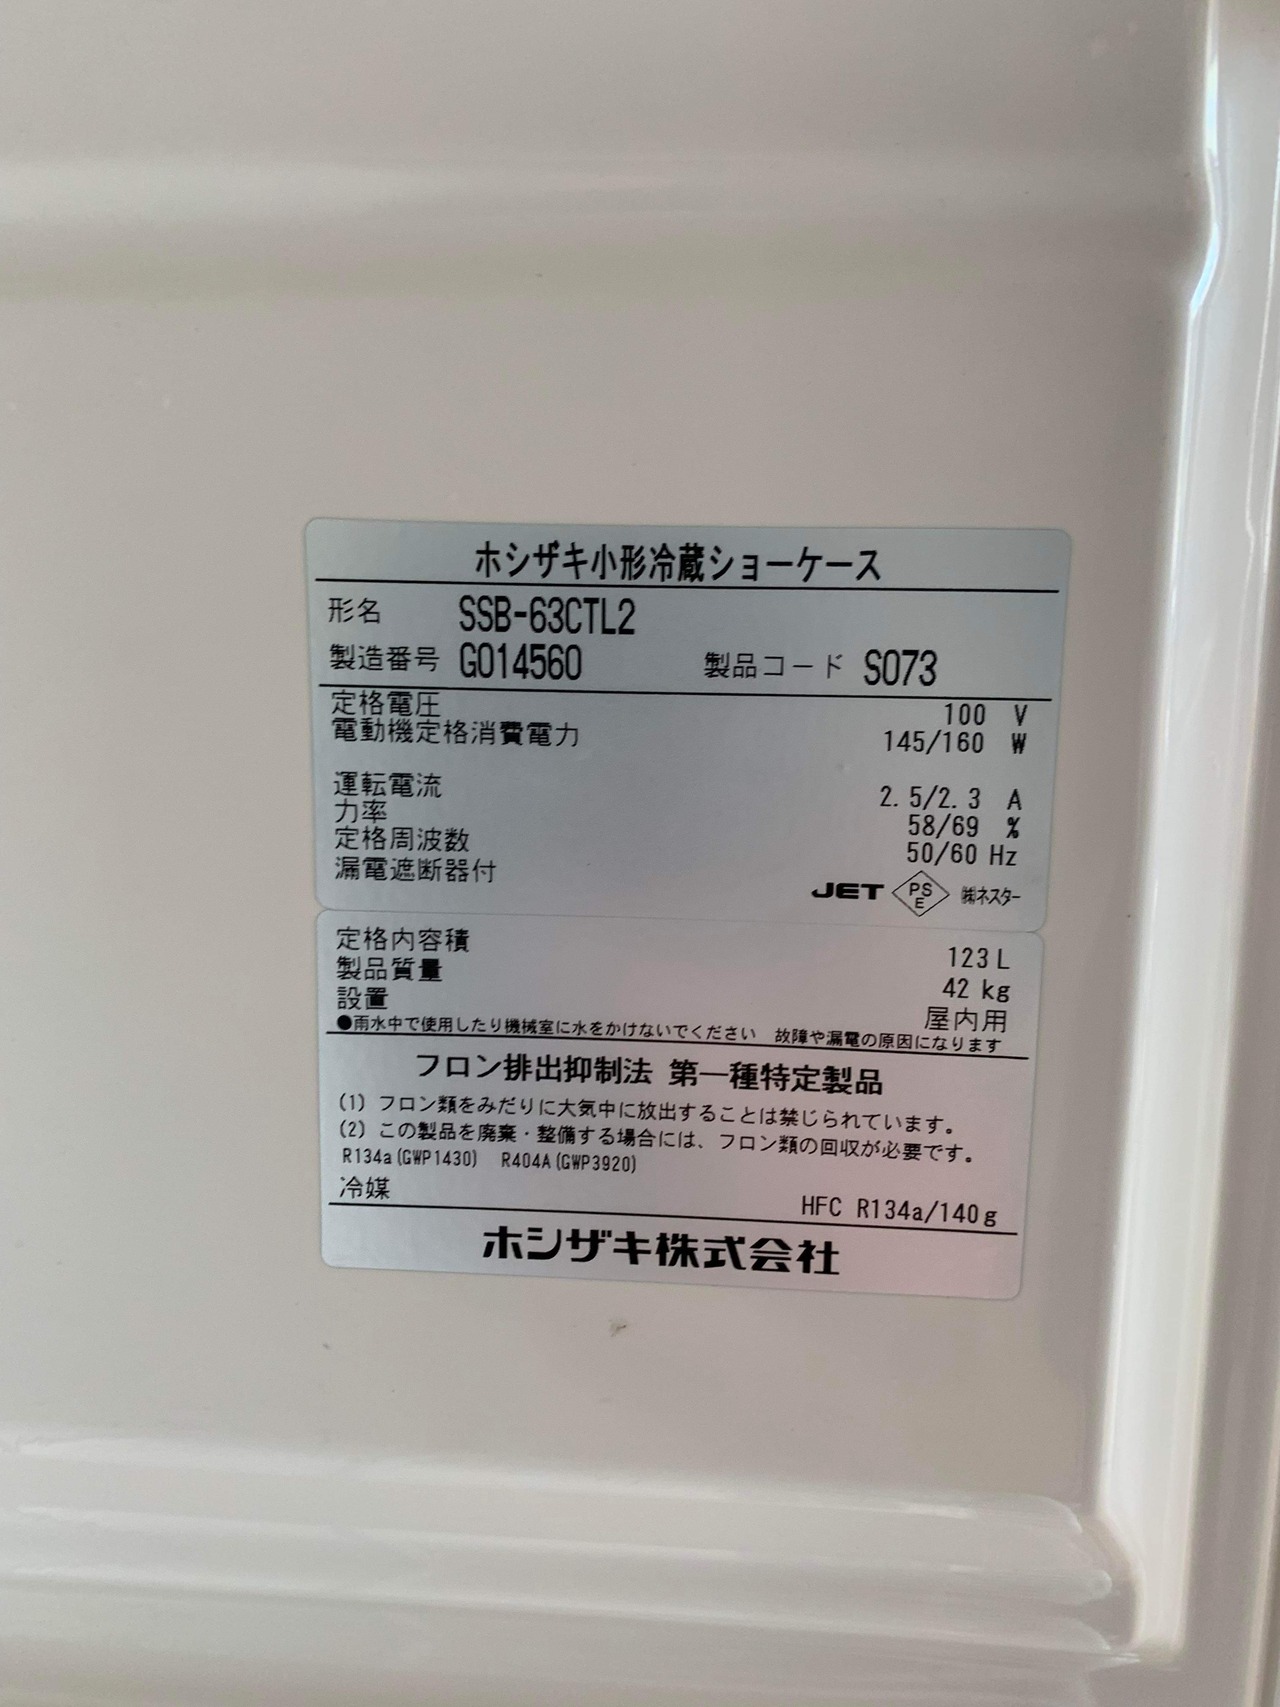 ホシザキ小形冷蔵ショーケース
形名 SSB-63CTL2
製造番号 G014560 製品コード S073
定格電圧 100 V
電動機定格消費電力 145/160 W
運転電流 2.5/2.3 A
力率 58/69 %
定格周波数 50/60 Hz
漏電遮断器付
JET PSE ㈱ネスター
定格内容積 123 L
製品質量 42 kg
設置 屋内用
●雨水中で使用したり機械室に水をかけないでください 故障や漏電の原因になります
フロン排出抑制法 第一種特定製品
(1) フロン類をみだりに大気中に放出することは禁じられています。
(2) この製品を廃棄・整備する場合には、フロン類の回収が必要です。
R134a(GWP1430) R404A(GWP3920)
冷媒 HFC R134a/140g
ホシザキ株式会社